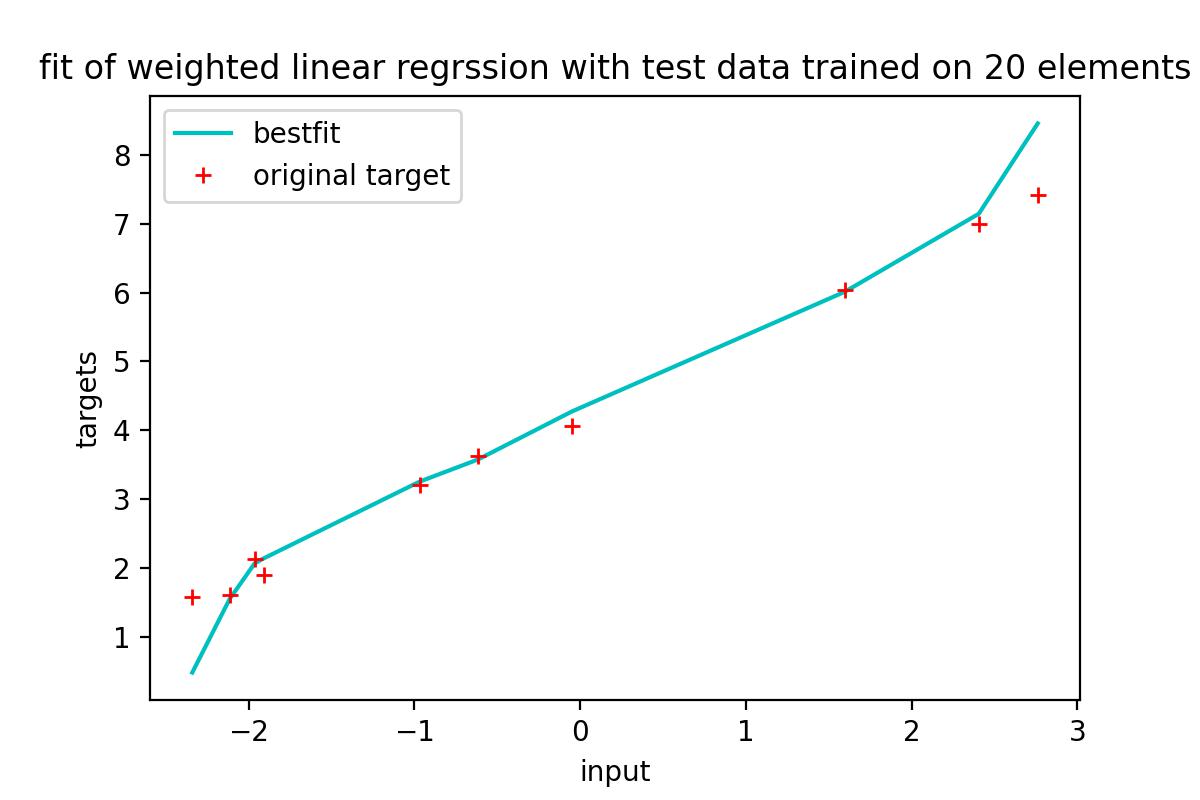 fit of weighted linear regrssion with test data trained on 20 elements
bestfit
original target
8
7
6
5
4
3
2
1
targets
−2 −1 0 1 2 3
input